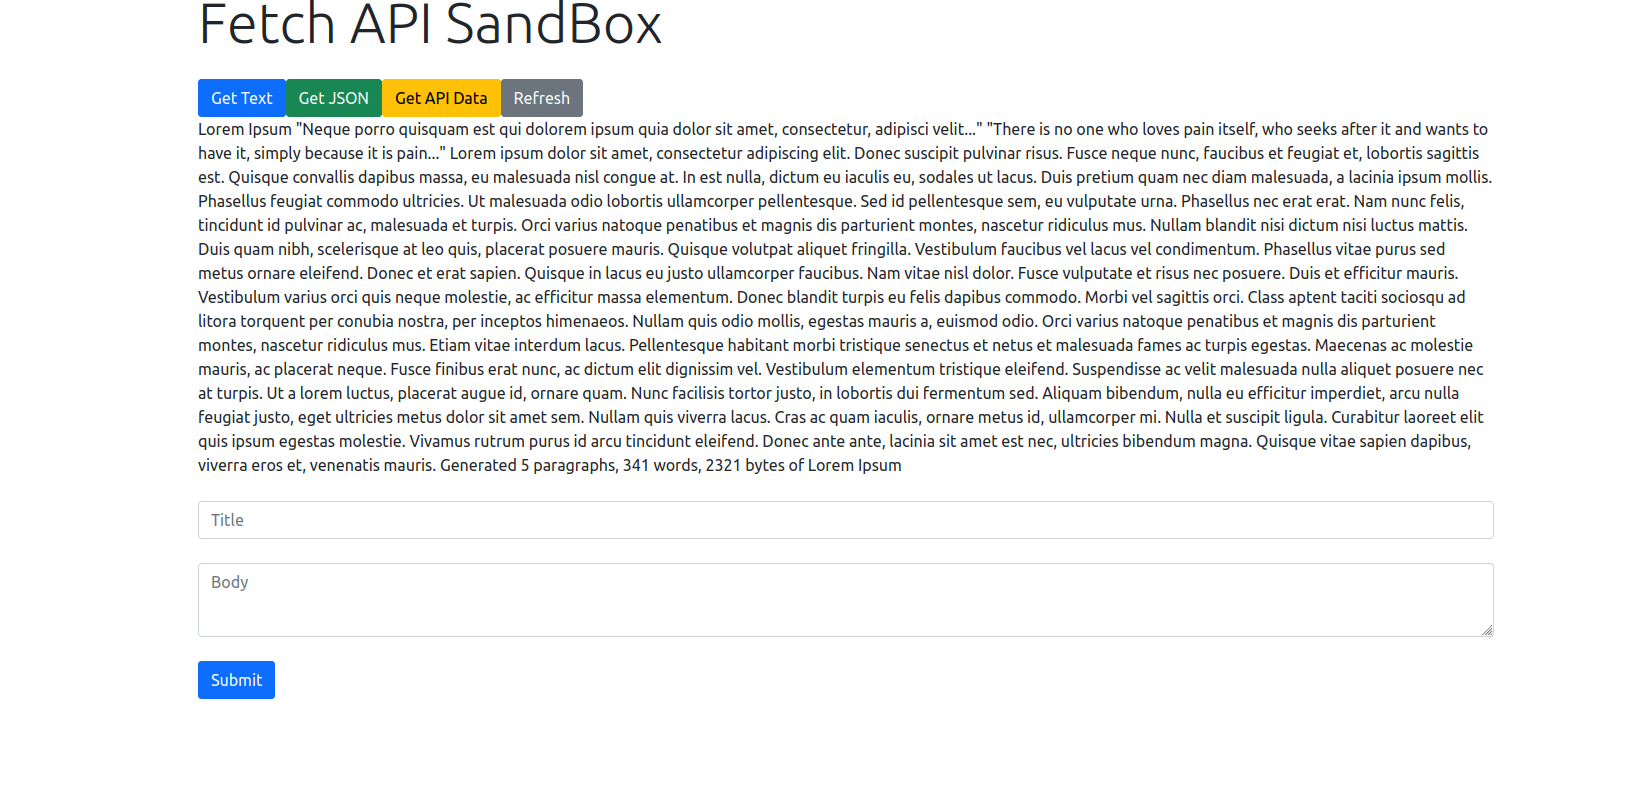 Fetch API SandBox
Get Text Get JSON Get API Data Refresh
Lorem Ipsum "Neque porro quisquam est qui dolorem ipsum quia dolor sit amet, consectetur, adipisci velit..." "There is no one who loves pain itself, who seeks after it and wants to
have it, simply because it is pain..." Lorem ipsum dolor sit amet, consectetur adipiscing elit. Donec suscipit pulvinar risus. Fusce neque nunc, faucibus et feugiat et, lobortis sagittis
est. Quisque convallis dapibus massa, eu malesuada nisl congue at. In est nulla, dictum eu iaculis eu, sodales ut lacus. Duis pretium quam nec diam malesuada, a lacinia ipsum mollis.
Phasellus feugiat commodo ultricies. Ut malesuada odio lobortis ullamcorper pellentesque. Sed id pellentesque sem, eu vulputate urna. Phasellus nec erat erat. Nam nunc felis,
tincidunt id pulvinar ac, malesuada et turpis. Orci varius natoque penatibus et magnis dis parturient montes, nascetur ridiculus mus. Nullam blandit nisi dictum nisi luctus mattis.
Duis quam nibh, scelerisque at leo quis, placerat posuere mauris. Quisque volutpat aliquet fringilla. Vestibulum faucibus vel lacus vel condimentum. Phasellus vitae purus sed
metus ornare eleifend. Donec et erat sapien. Quisque in lacus eu justo ullamcorper faucibus. Nam vitae nisl dolor. Fusce vulputate et risus nec posuere. Duis et efficitur mauris.
Vestibulum varius orci quis neque molestie, ac efficitur massa elementum. Donec blandit turpis eu felis dapibus commodo. Morbi vel sagittis orci. Class aptent taciti sociosqu ad
litora torquent per conubia nostra, per inceptos himenaeos. Nullam quis odio mollis, egestas mauris a, euismod odio. Orci varius natoque penatibus et magnis dis parturient
montes, nascetur ridiculus mus. Etiam vitae interdum lacus. Pellentesque habitant morbi tristique senectus et netus et malesuada fames ac turpis egestas. Maecenas ac molestie
mauris, ac placerat neque. Fusce finibus erat nunc, ac dictum elit dignissim vel. Vestibulum elementum tristique eleifend. Suspendisse ac velit malesuada nulla aliquet posuere nec
at turpis. Ut a lorem luctus, placerat augue id, ornare quam. Nunc facilisis tortor justo, in lobortis dui fermentum sed. Aliquam bibendum, nulla eu efficitur imperdiet, arcu nulla
feugiat justo, eget ultricies metus dolor sit amet sem. Nullam quis viverra lacus. Cras ac quam iaculis, ornare metus id, ullamcorper mi. Nulla et suscipit ligula. Curabitur laoreet elit
quis ipsum egestas molestie. Vivamus rutrum purus id arcu tincidunt eleifend. Donec ante ante, lacinia sit amet est nec, ultricies bibendum magna. Quisque vitae sapien dapibus,
viverra eros et, venenatis mauris. Generated 5 paragraphs, 341 words, 2321 bytes of Lorem Ipsum
Title
Body
Submit